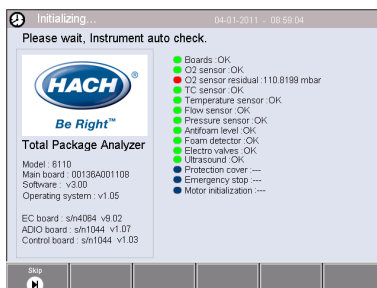 Initializing...
04-01-2011 - 08:59:04
Please wait, Instrument auto check.
HACH
Be Right™
Total Package Analyzer
Model : 6110
Main board : 00136A001108
Software : v3.00
Operating system : v1.05
EC board : s/n4064 v9.02
ADIO board : s/n1044 v1.07
Control board : s/n1044 v1.03
Boards :OK
O2 sensor :OK
O2 sensor residual :110.8199 mbar
TC sensor :OK
Temperature sensor :OK
Flow sensor :OK
Pressure sensor :OK
Antifoam level :OK
Foam detector :OK
Electro valves :OK
Ultrasound :OK
Protection cover :---
Emergency stop :---
Motor initialization :---
Skip